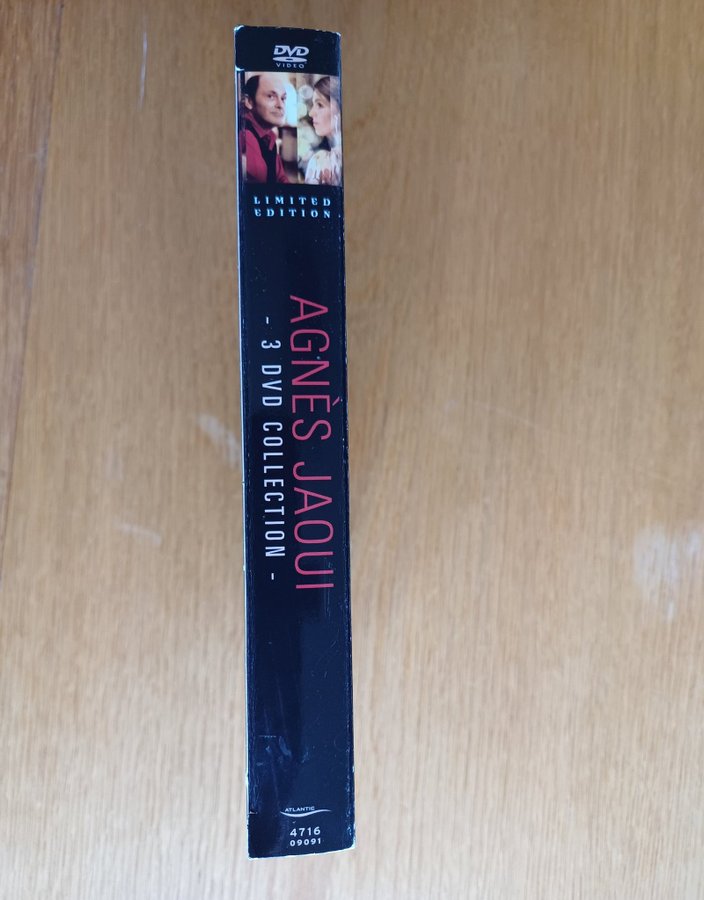 DVD
VIDEO
LIMITED
EDITION
AGNÈS JAOUI
- 3 DVD COLLECTION -
ATLANTIC
4716
09091